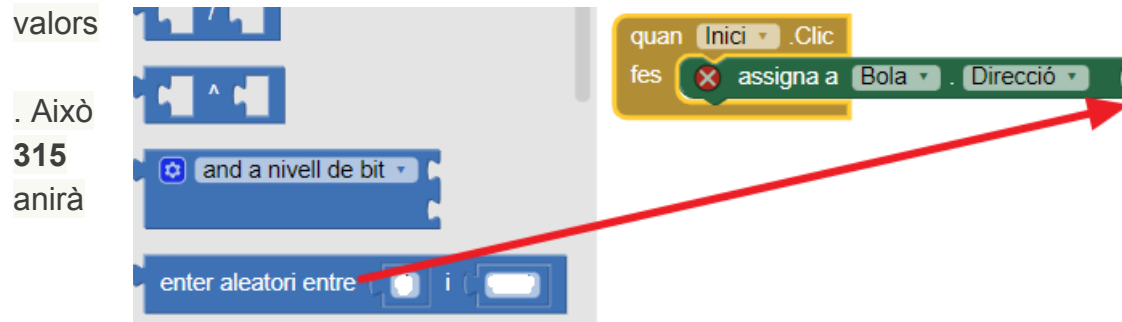 valors
. Això
315
anirà
/
^
and a nivell de bit
enter aleatori entre i
quan Inici .Clic
fes assigna a Bola . Direcció